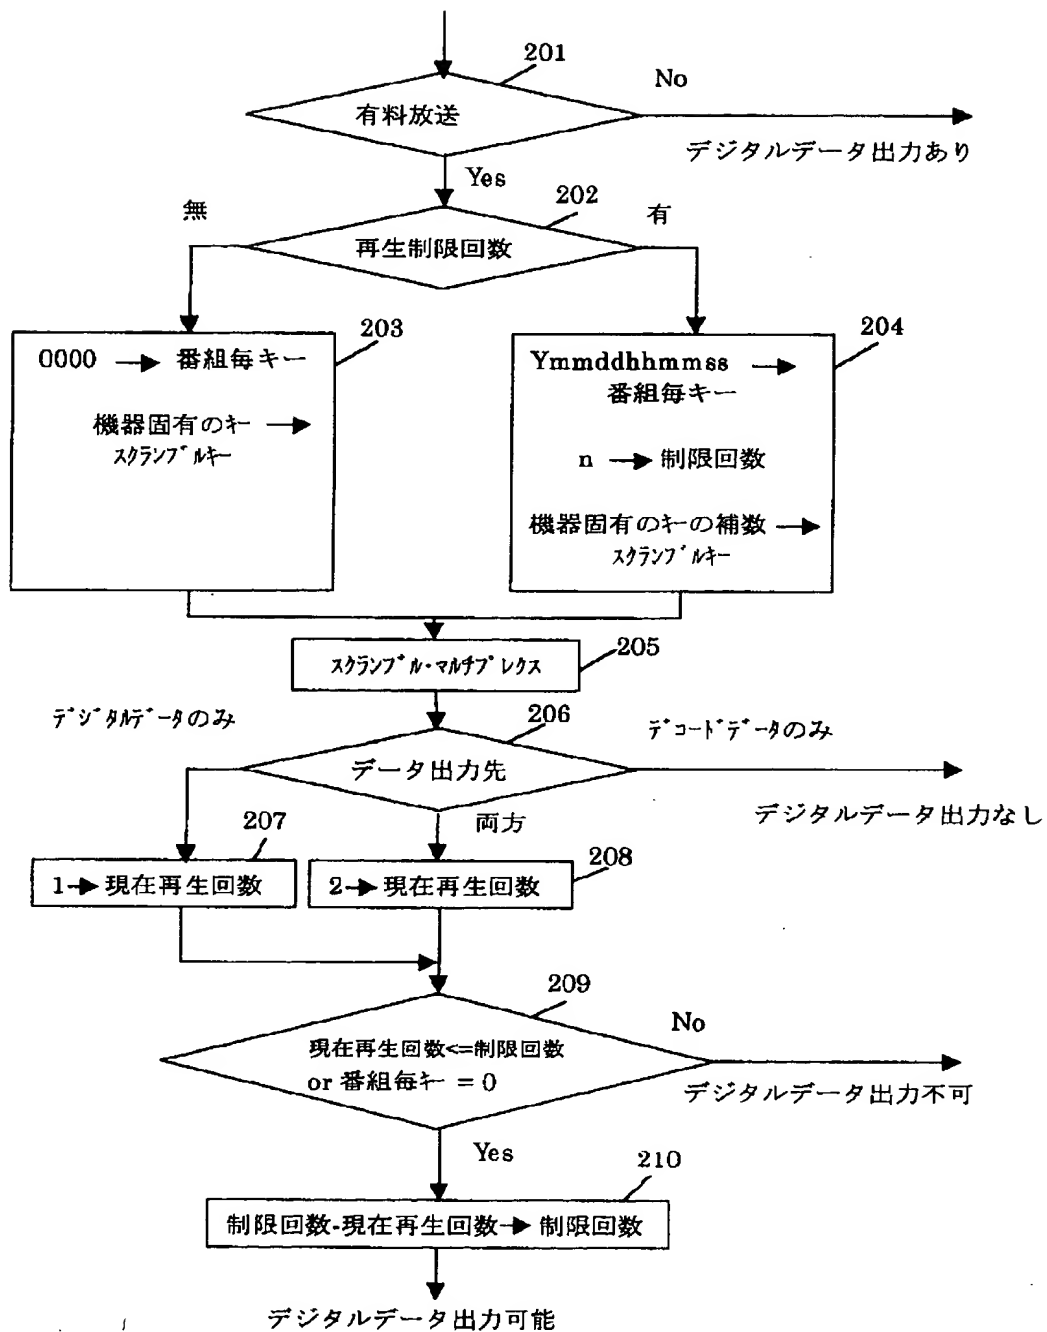 201
有料放送
No
デジタルデータ出力あり
Yes
202
無
有
再生制限回数
203
0000 → 番組毎キー
機器固有のキー →
スクランブルキー
204
Ymmddhhmmss →
番組毎キー
n → 制限回数
機器固有のキーの補数 →
スクランブルキー
205
スクランブル・マルチプレクス
デジタルデータのみ
206
デコードデータのみ
データ出力先
デジタルデータ出力なし
両方
207
1→現在再生回数
208
2→現在再生回数
209
現在再生回数<=制限回数
or 番組毎キー = 0
No
デジタルデータ出力不可
Yes
210
制限回数-現在再生回数→制限回数
デジタルデータ出力可能